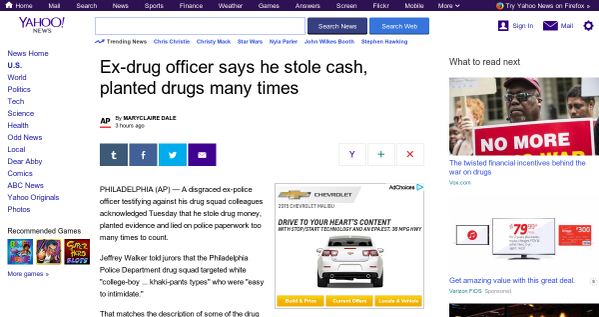 Home Mail Search News Sports Finance Weather Games Answers Screen Flickr Mobile More Try Yahoo News on Firefox »
YAHOO!
NEWS
Search News
Search Web
Sign In
Mail
Trending News Chris Christie Christy Mack Star Wars Nyia Parler John Wilkes Booth Stephen Hawking
News Home
U.S.
World
Politics
Tech
Science
Health
Odd News
Local
Dear Abby
Comics
ABC News
Yahoo Originals
Photos
Recommended Games
More games »
Ex-drug officer says he stole cash,
planted drugs many times
AP
By MARYCLAIRE DALE
3 hours ago
t
f
Y
+
PHILADELPHIA (AP) — A disgraced ex-police
officer testifying against his drug squad colleagues
acknowledged Tuesday that he stole drug money,
planted evidence and lied on police paperwork too
many times to count.
Jeffrey Walker told jurors that the Philadelphia
Police Department drug squad targeted white
"college-boy ... khaki-pants types" who were "easy
to intimidate."
That matches the description of some of the drug
AdChoices
CHEVROLET
2015 CHEVROLET MALIBU
DRIVE TO YOUR HEART'S CONTENT
WITH STOP/START TECHNOLOGY AND AN EPA EST. 36 MPG HWY
Build & Price
Current Offers
Locate A Vehicle
What to read next
NO MORE
WAR
The twisted financial incentives behind the
war on drugs
Vox.com
$79.99
Get amazing value with this great deal.
Verizon FiOS Sponsored